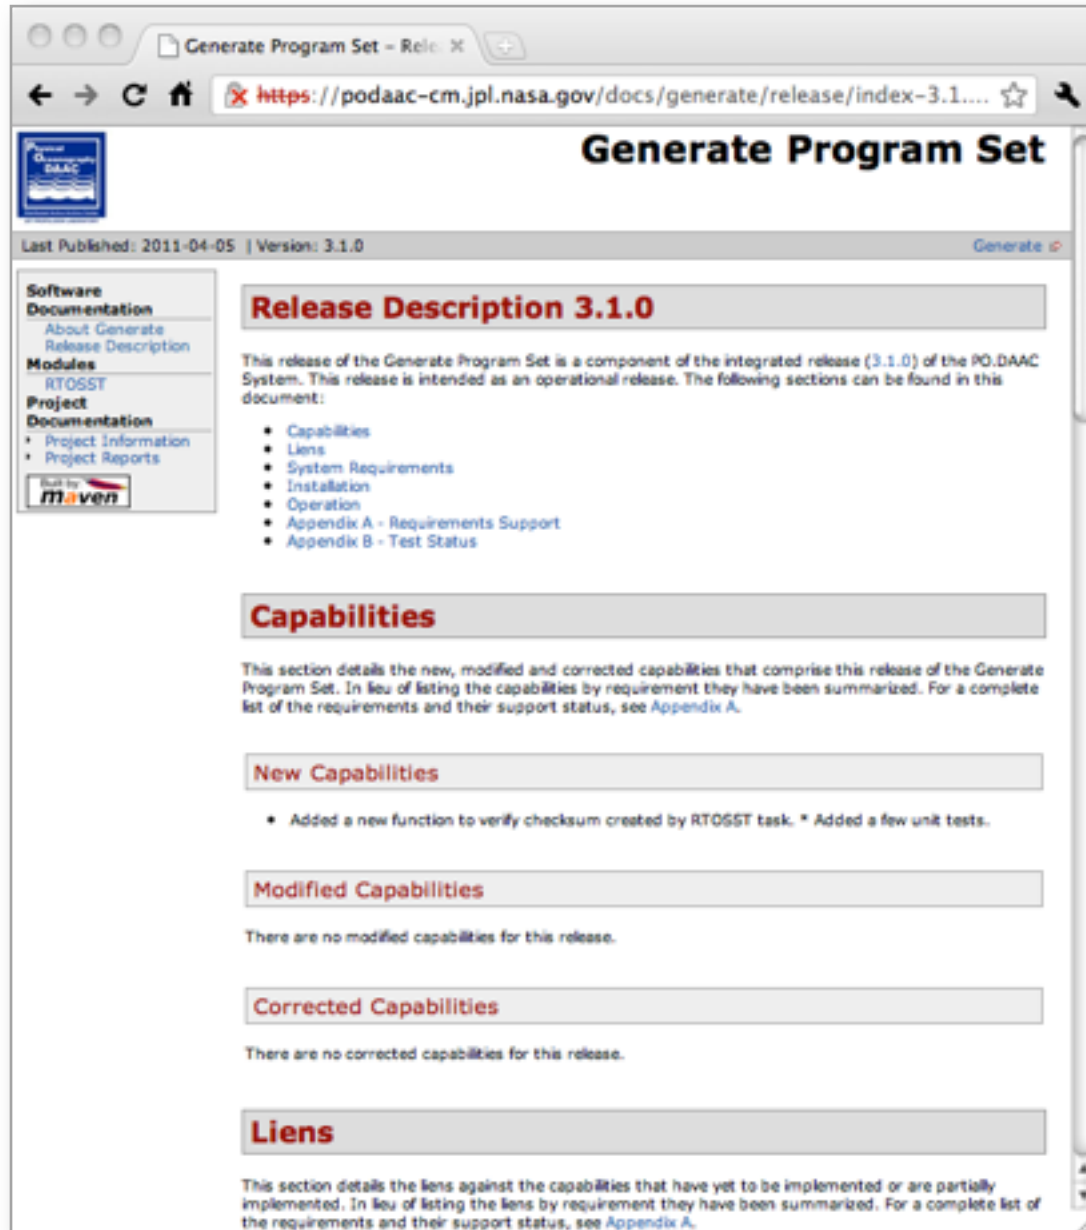 Generate Program Set – Rele
https://podaac-cm.jpl.nasa.gov/docs/generate/release/index-3.1....
Physical
Oceanography
DAAC
Generate Program Set
Last Published: 2011-04-05 | Version: 3.1.0
Generate
Software
Documentation
About Generate
Release Description
Modules
RTOSST
Project
Documentation
Project Information
Project Reports
Built by
maven
Release Description 3.1.0
This release of the Generate Program Set is a component of the integrated release (3.1.0) of the PO.DAAC
System. This release is intended as an operational release. The following sections can be found in this
document:
• Capabilities
• Liens
• System Requirements
• Installation
• Operation
• Appendix A - Requirements Support
• Appendix B - Test Status
Capabilities
This section details the new, modified and corrected capabilities that comprise this release of the Generate
Program Set. In lieu of listing the capabilities by requirement they have been summarized. For a complete
list of the requirements and their support status, see Appendix A.
New Capabilities
• Added a new function to verify checksum created by RTOSST task. * Added a few unit tests.
Modified Capabilities
There are no modified capabilities for this release.
Corrected Capabilities
There are no corrected capabilities for this release.
Liens
This section details the liens against the capabilities that have yet to be implemented or are partially
implemented. In lieu of listing the liens by requirement they have been summarized. For a complete list of
the requirements and their support status, see Appendix A.